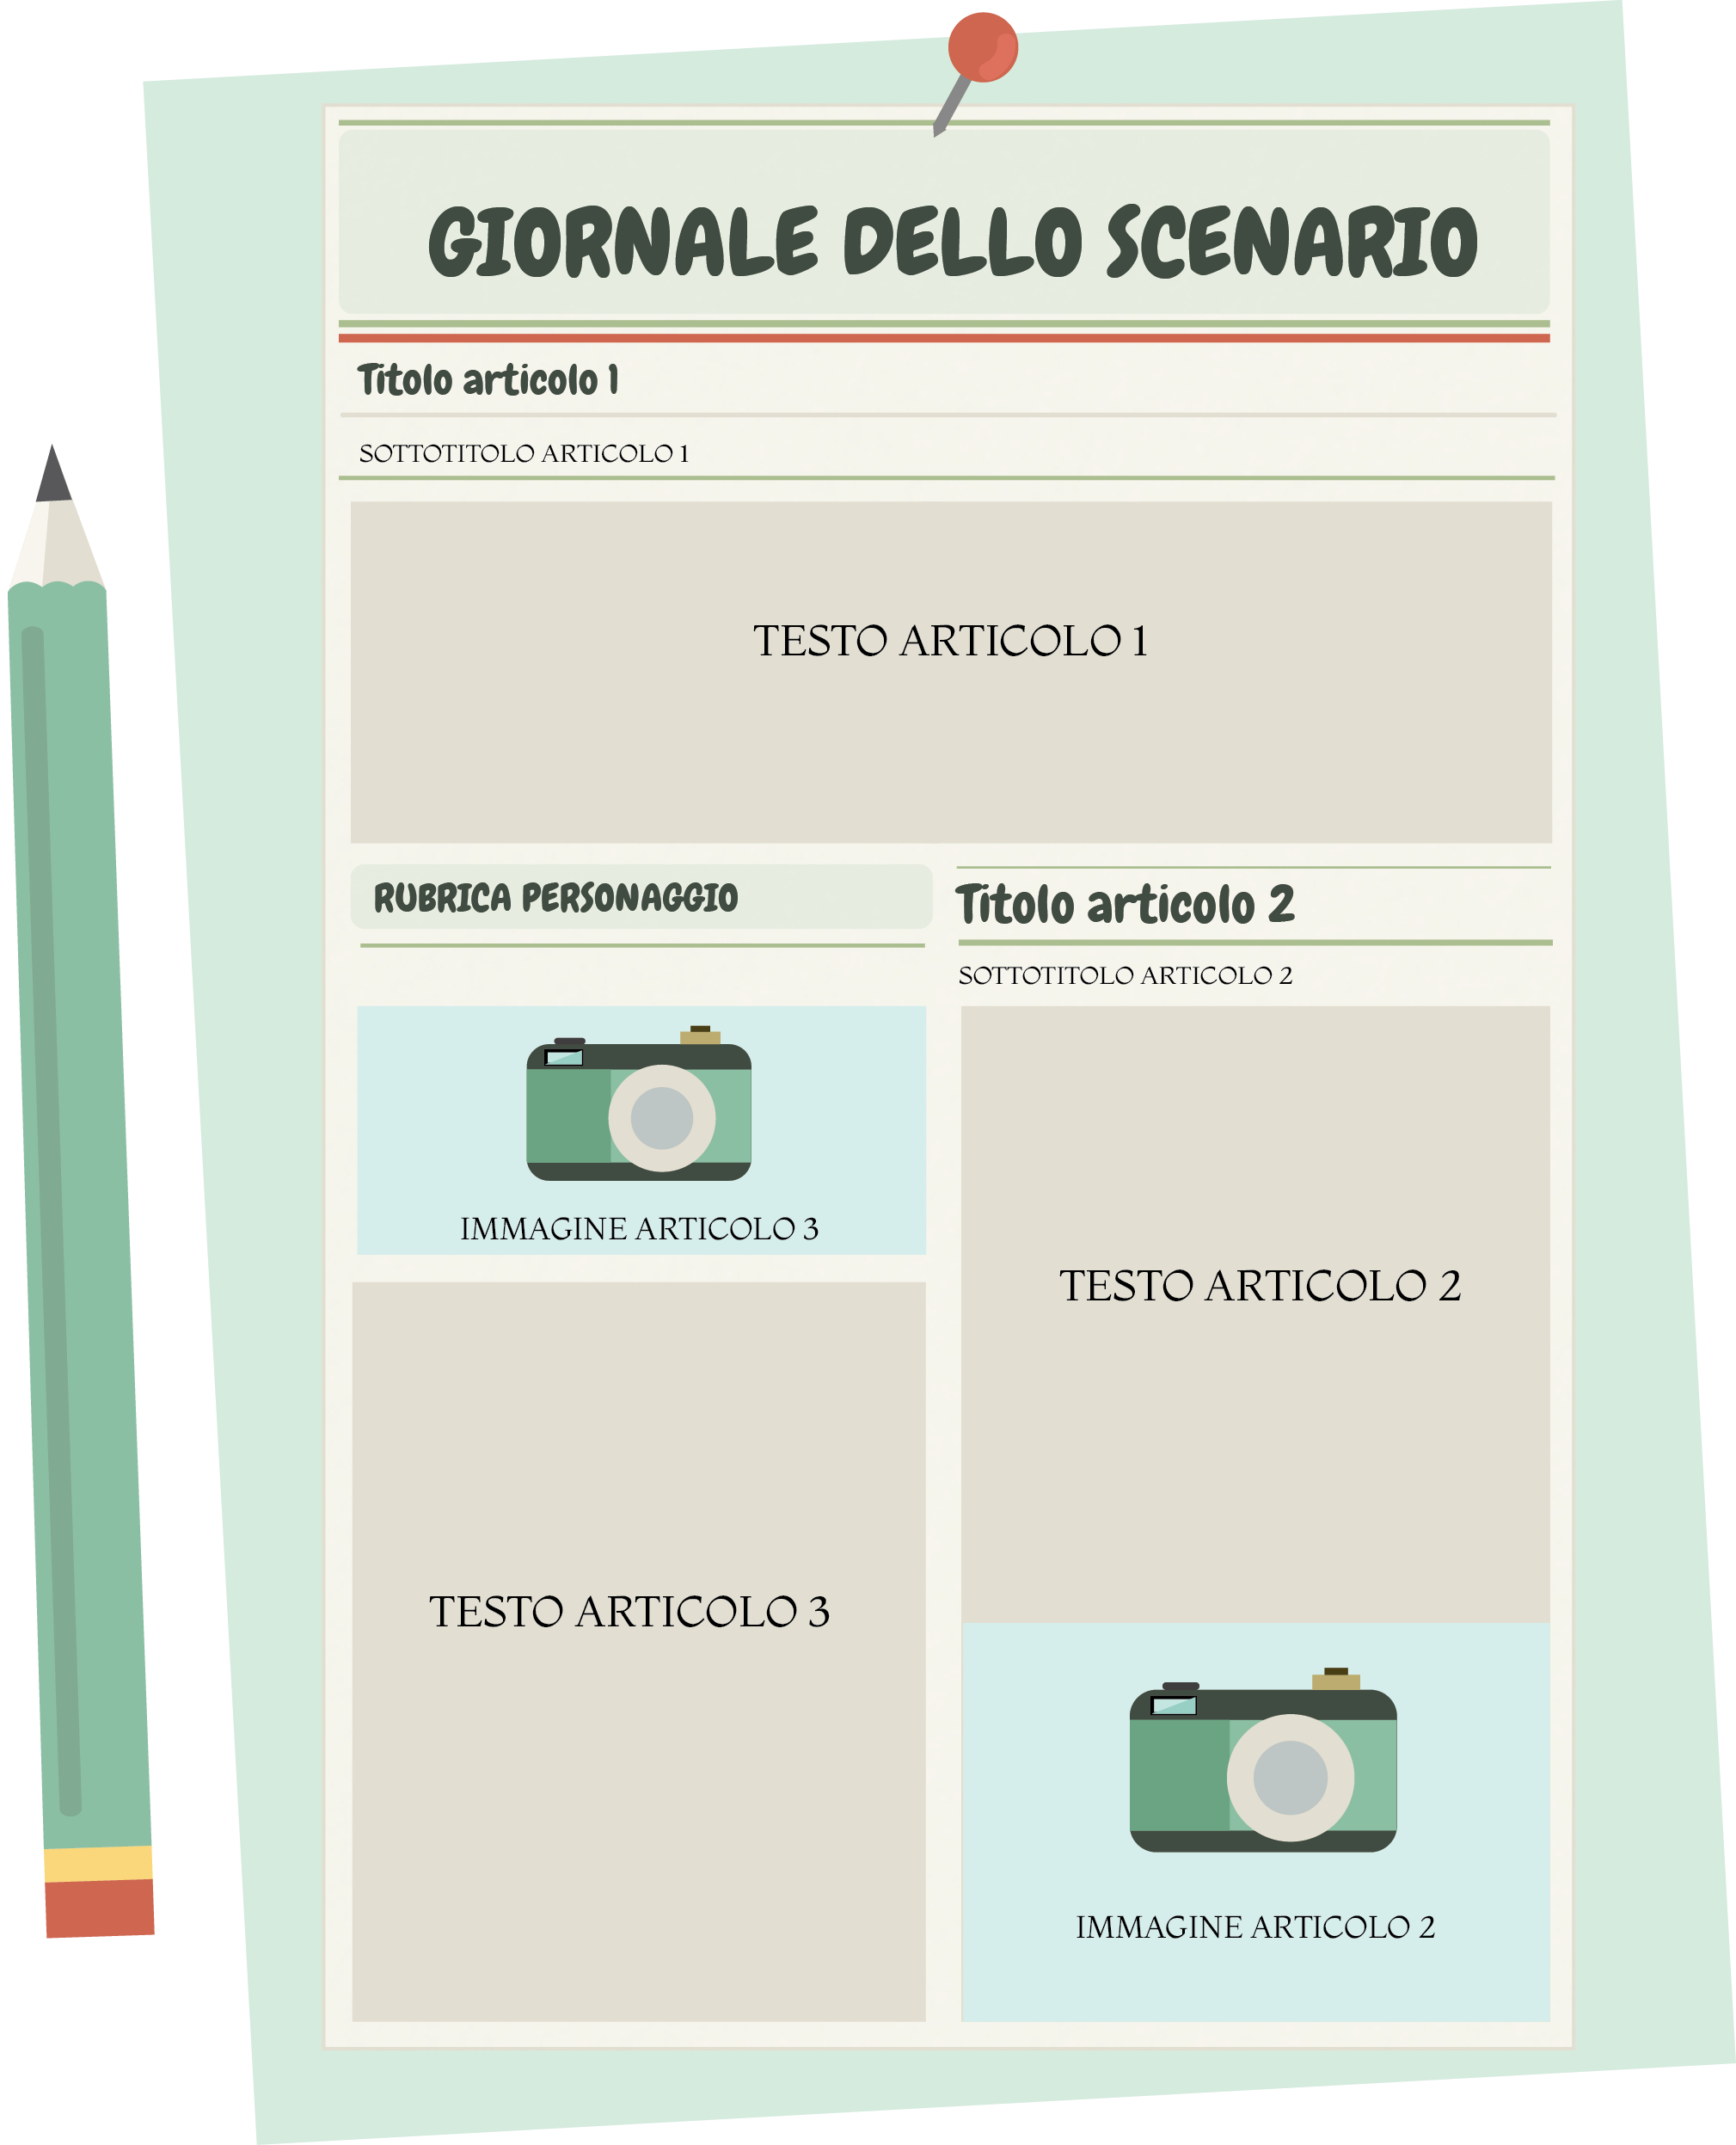 GIORNALE DELLO SCENARIO
Titolo articolo 1
SOTTOTITOLO ARTICOLO 1
TESTO ARTICOLO 1
RUBRICA PERSONAGGIO
IMMAGINE ARTICOLO 3
TESTO ARTICOLO 3
Titolo articolo 2
SOTTOTITOLO ARTICOLO 2
TESTO ARTICOLO 2
IMMAGINE ARTICOLO 2